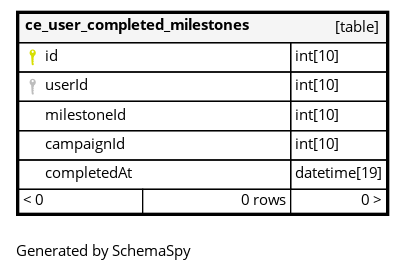 ce_user_completed_milestones [table]
id int[10]
userId int[10]
milestoneId int[10]
campaignId int[10]
completedAt datetime[19]
< 0 0 rows 0 >
Generated by SchemaSpy